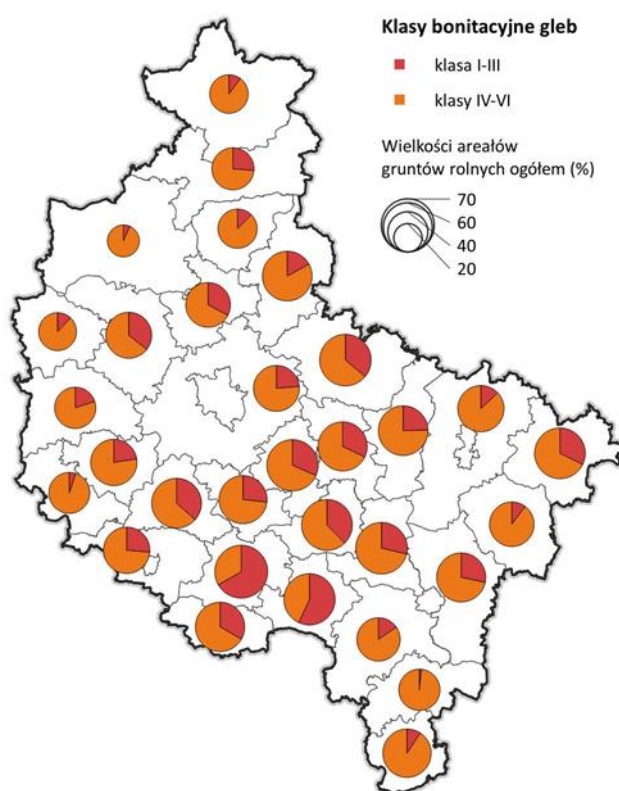 Klasy bonitacyjne gleb
klasa I-III
klasy IV-VI
Wielkości areałów
gruntów rolnych ogółem (%)
70
60
40
20